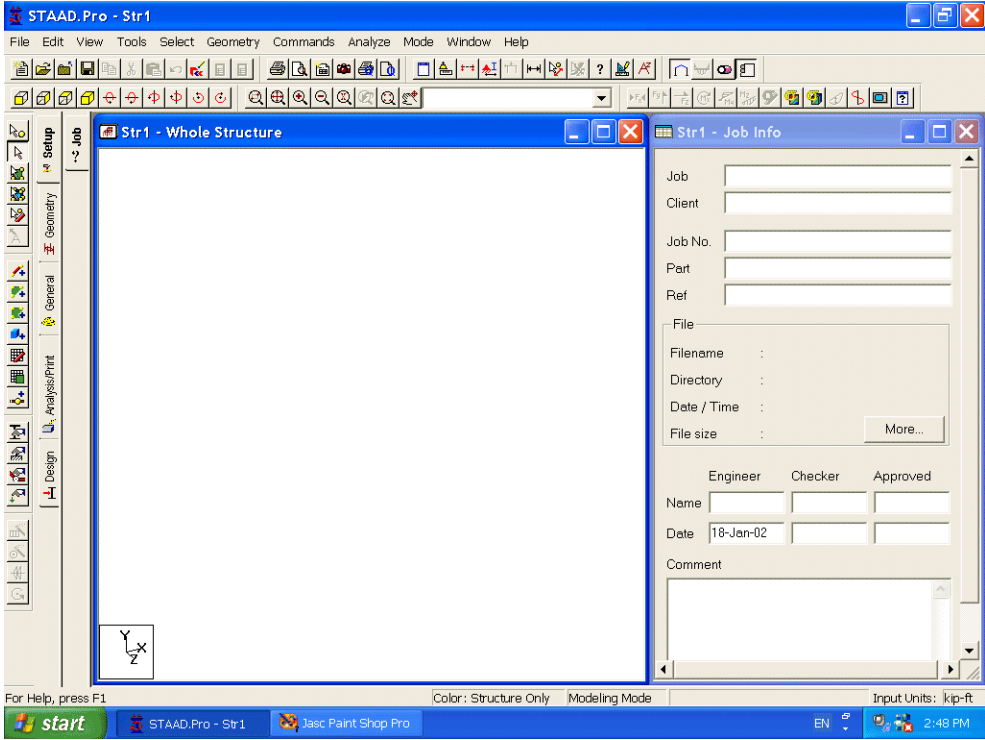 STAAD.Pro - Str1
File Edit View Tools Select Geometry Commands Analyze Mode Window Help
Setup
Geometry
General
Analysis/Print
Design
Job
Str1 - Whole Structure
Y
X
Z
Str1 - Job Info
Job
Client
Job No.
Part
Ref
File
Filename :
Directory :
Date / Time :
File size :
More...
Engineer Checker Approved
Name
Date 18-Jan-02
Comment
For Help, press F1
Color: Structure Only
Modeling Mode
Input Units: kip-ft
start
STAAD.Pro - Str1
Jasc Paint Shop Pro
EN
2:48 PM